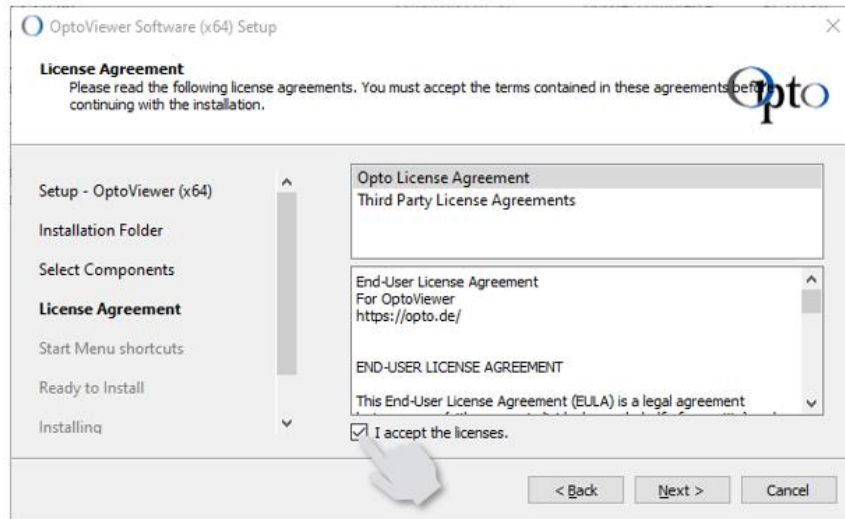 OptoViewer Software (x64) Setup
License Agreement
Please read the following license agreements. You must accept the terms contained in these agreements before
continuing with the installation.
Opto
Setup - OptoViewer (x64)
Installation Folder
Select Components
License Agreement
Start Menu shortcuts
Ready to Install
Installing
Opto License Agreement
Third Party License Agreements
End-User License Agreement
For OptoViewer
https://opto.de/
END-USER LICENSE AGREEMENT
This End-User License Agreement (EULA) is a legal agreement
I accept the licenses.
< Back
Next >
Cancel